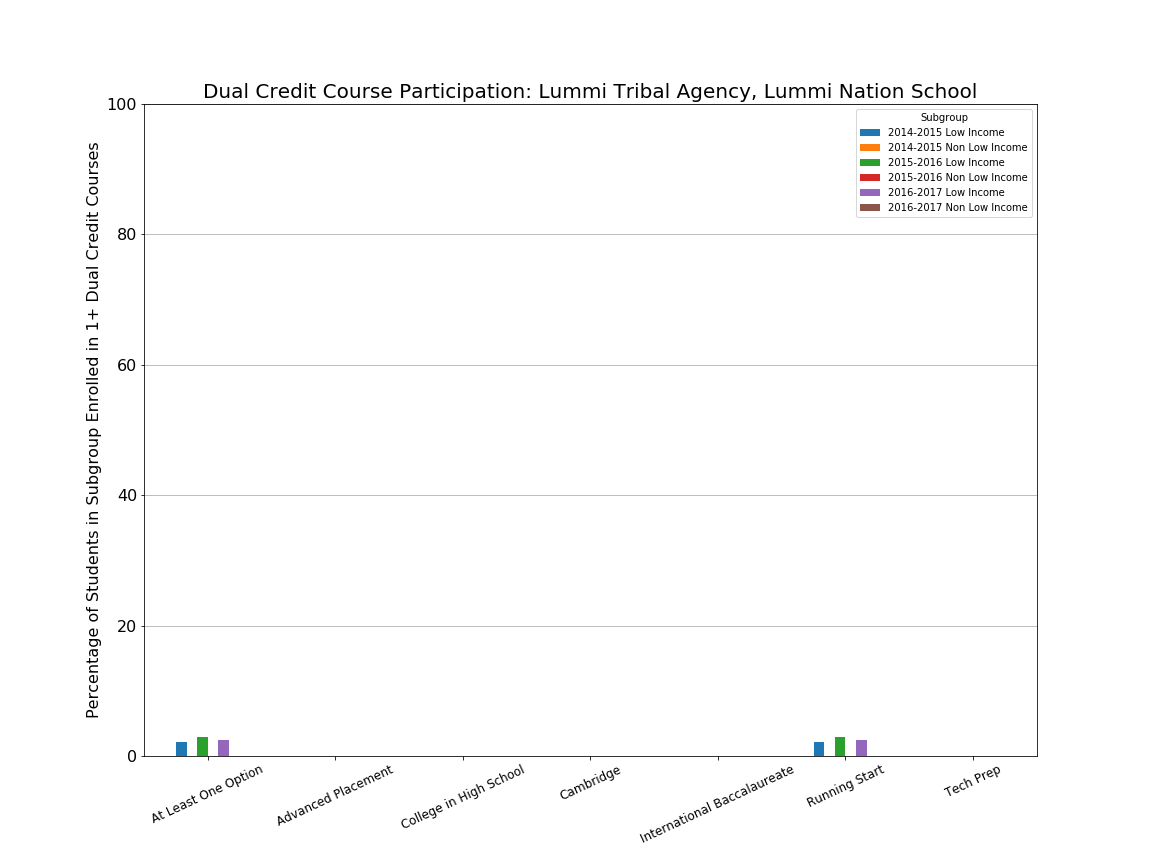 Dual Credit Course Participation: Lummi Tribal Agency, Lummi Nation School
Percentage of Students in Subgroup Enrolled in 1+ Dual Credit Courses
100
80
60
40
20
0
Subgroup
2014-2015 Low Income
2014-2015 Non Low Income
2015-2016 Low Income
2015-2016 Non Low Income
2016-2017 Low Income
2016-2017 Non Low Income
At Least One Option
Advanced Placement
College in High School
Cambridge
International Baccalaureate
Running Start
Tech Prep